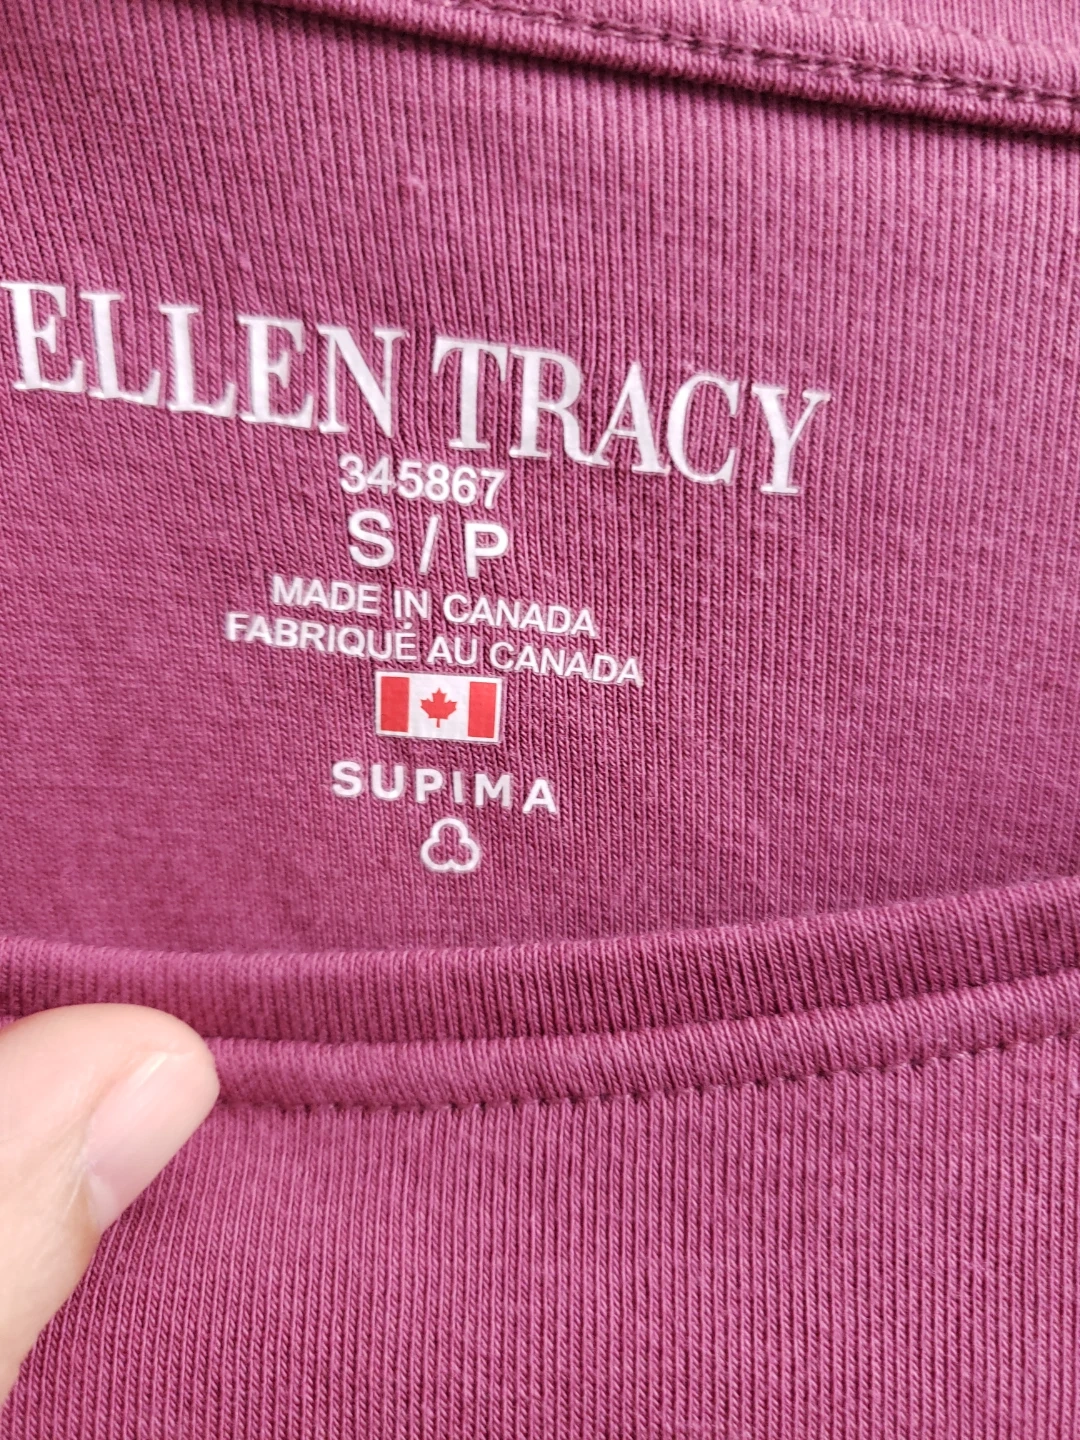 ELLEN TRACY
345867
S / P
MADE IN CANADA
FABRIQUÉ AU CANADA
SUPIMA